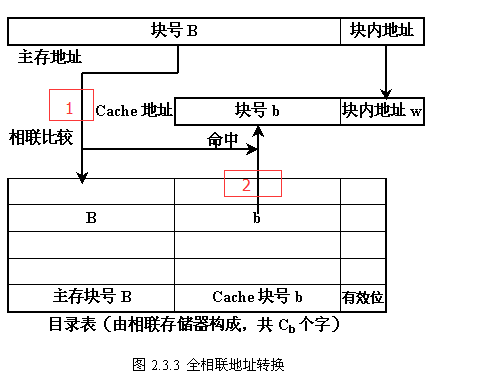 块号 B 块内地址
主存地址
1
Cache 地址 块号 b 块内地址 w
相联比较
命中
2
B b
主存块号 B Cache 块号 b 有效位
目录表（由相联存储器构成，共 Cb 个字）
图 2.3.3 全相联地址转换